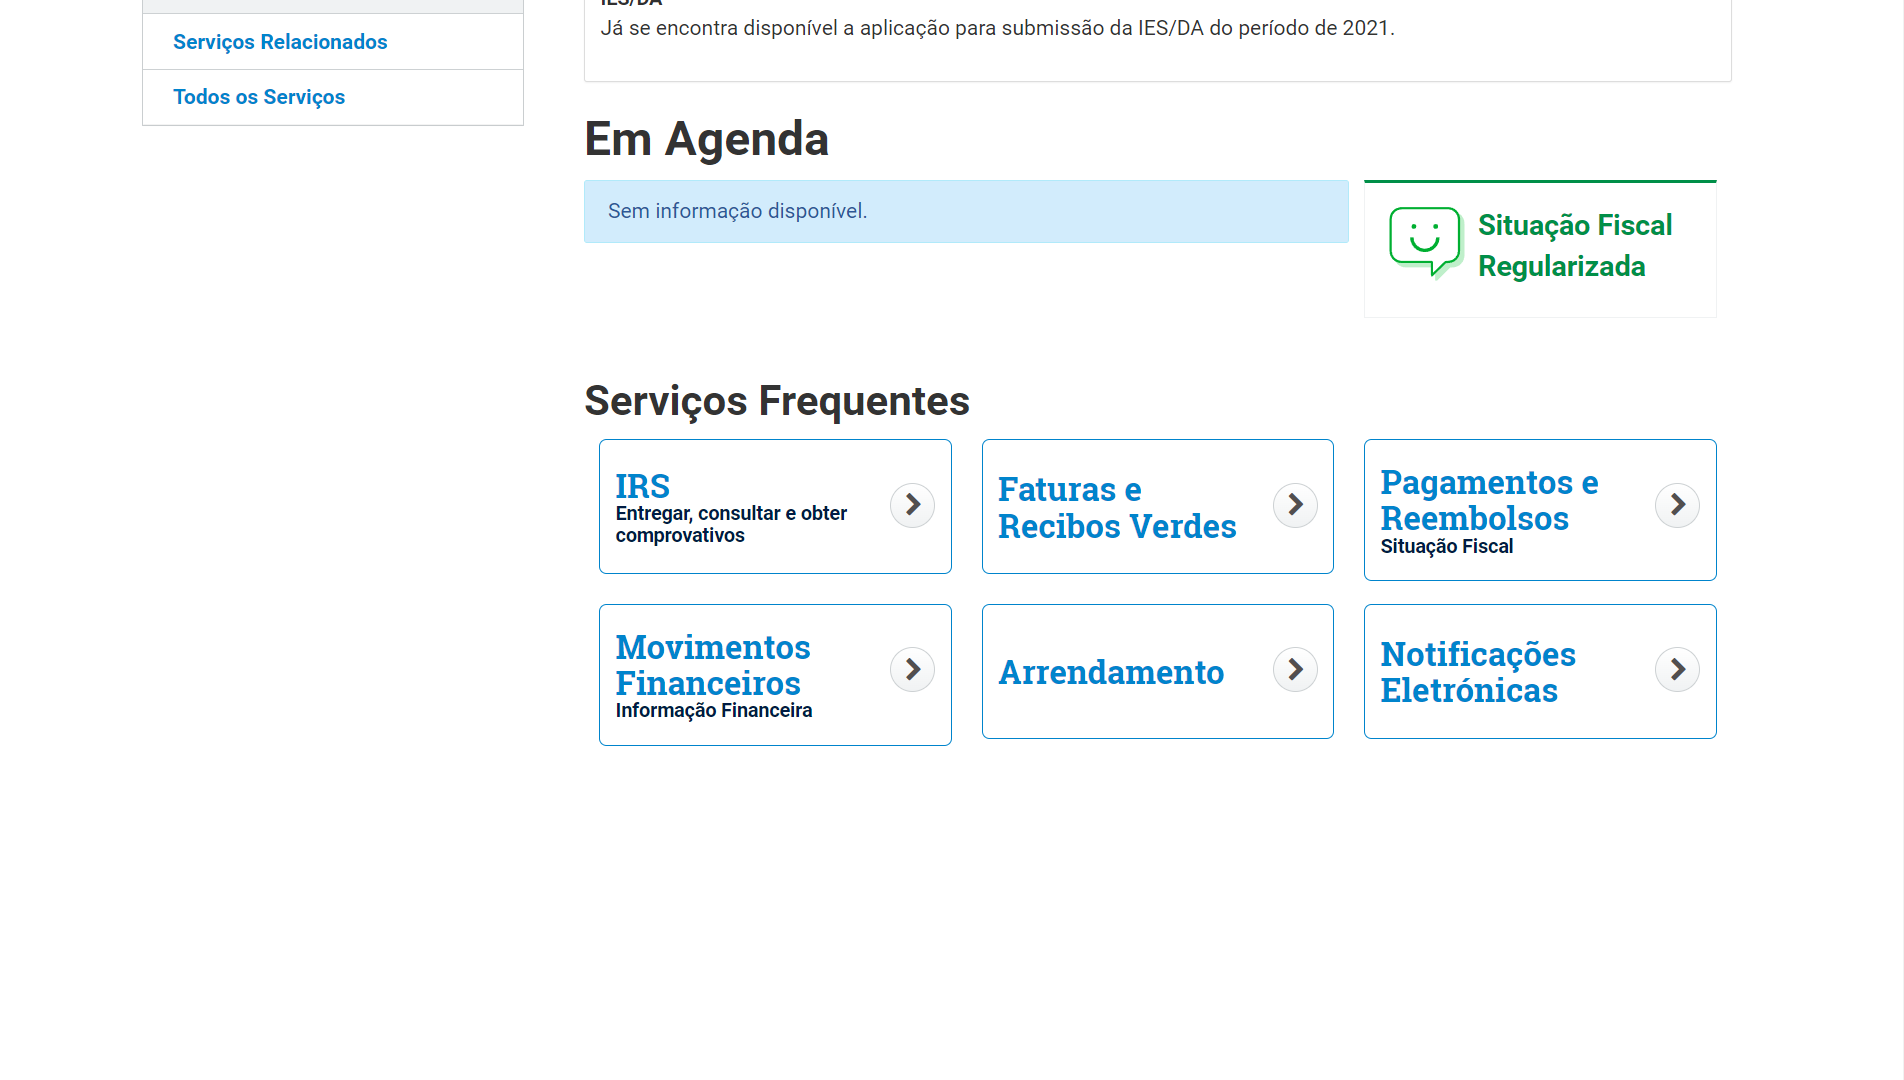 Serviços Relacionados
Todos os Serviços
IES/DA
Já se encontra disponível a aplicação para submissão da IES/DA do período de 2021.
Em Agenda
Sem informação disponível.
Situação Fiscal
Regularizada
Serviços Frequentes
IRS
Entregar, consultar e obter
comprovativos
Faturas e
Recibos Verdes
Pagamentos e
Reembolsos
Situação Fiscal
Movimentos
Financeiros
Informação Financeira
Arrendamento
Notificações
Eletrónicas